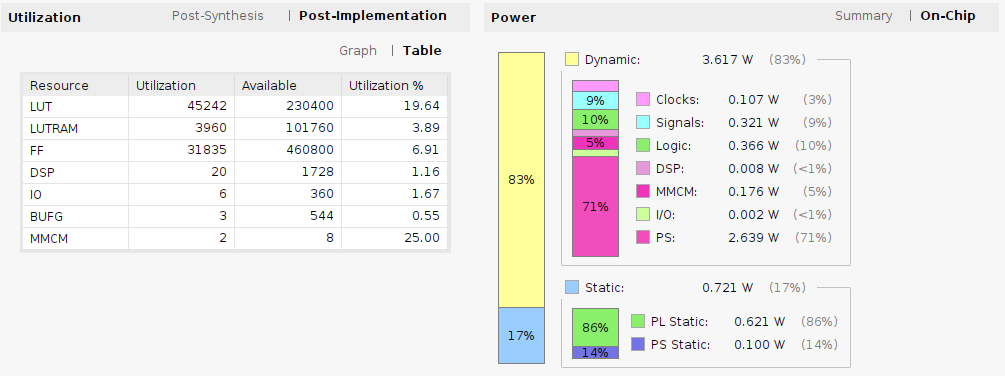 Utilization Post-Synthesis | Post-Implementation
Graph | Table
Resource Utilization Available Utilization %
LUT 45242 230400 19.64
LUTRAM 3960 101760 3.89
FF 31835 460800 6.91
DSP 20 1728 1.16
IO 6 360 1.67
BUFG 3 544 0.55
MMCM 2 8 25.00
Power Summary | On-Chip
83%
17%
Dynamic: 3.617 W (83%)
9%
10%
5%
71%
Clocks: 0.107 W (3%)
Signals: 0.321 W (9%)
Logic: 0.366 W (10%)
DSP: 0.008 W (<1%)
MMCM: 0.176 W (5%)
I/O: 0.002 W (<1%)
PS: 2.639 W (71%)
Static: 0.721 W (17%)
86%
14%
PL Static: 0.621 W (86%)
PS Static: 0.100 W (14%)